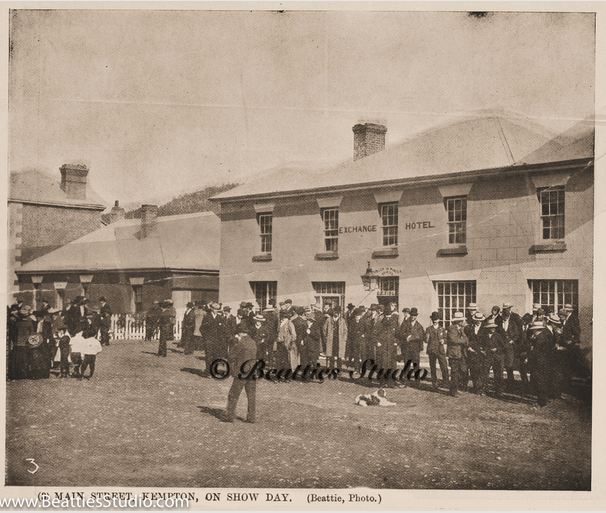 EXCHANGE HOTEL
© Beatties Studio
3
MAIN STREET, KEMPTON, ON SHOW DAY. (Beattie, Photo.)
www.BeattiesStudio.com